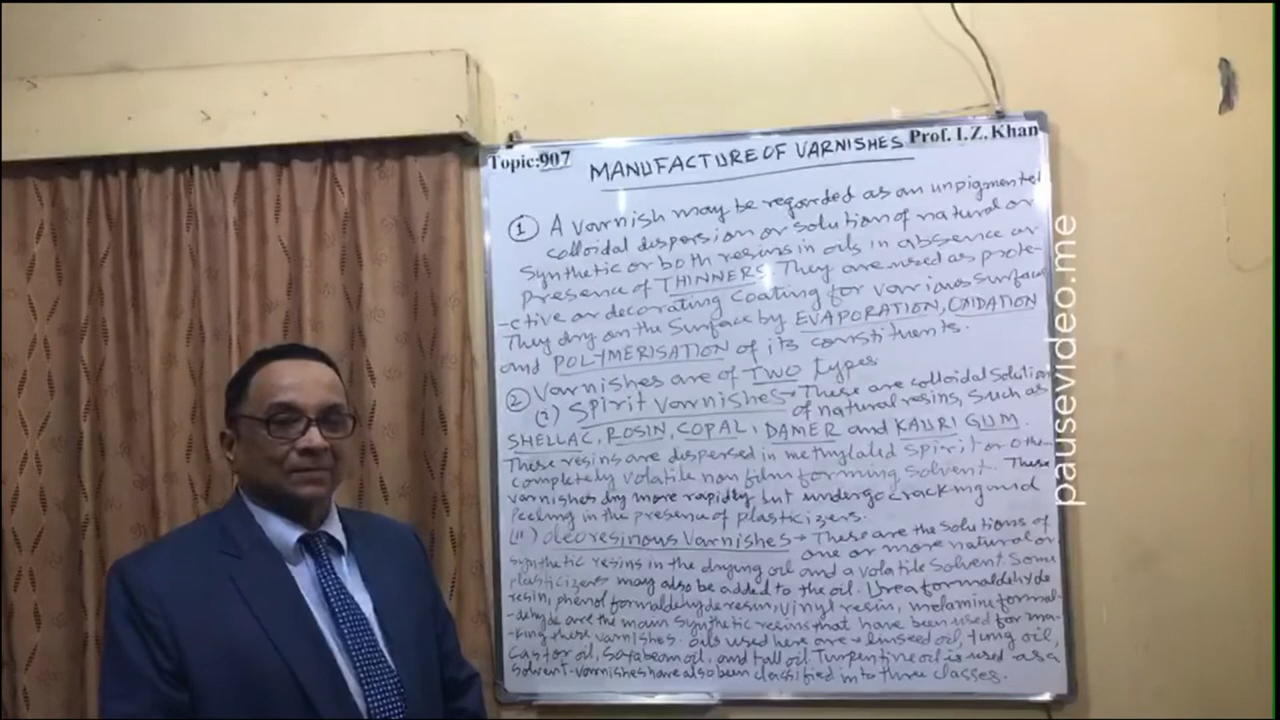 Topic:907 MANUFACTURE OF VARNISHES Prof. I. Z. Khan
① A varnish may be regarded as an unpigmented
colloidal dispersion or solution of natural or
synthetic or both resins in oils in absence or
presence of THINNERS. They are used as prote-
-ctive or decorating coating for various surfaces
They dry on the surface by EVAPORATION, OXIDATION
and POLYMERISATION of its constituents.
② Varnishes are of TWO types
(i) Spirit varnishes→ These are colloidal solution
of natural resins, such as
SHELLAC, ROSIN, COPAL, DAMER and KAURI GUM.
These resins are dispersed in methylated spirit or other
completely volatile non film forming solvent. These
varnishes dry more rapidly but undergo cracking and
peeling in the presence of plasticizers.
(ii) Oleoresinous Varnishes→ These are the solutions of
one or more natural or
synthetic resins in the drying oil and a volatile solvent. Some
plasticizers may also be added to the oil. Urea formaldehyde
resin, phenol formaldehyde resin, vinyl resin, melamine formal-
-dehyde are the main synthetic resins that have been used for ma-
-king these varnishes. oils used here are→ linseed oil, tung oil,
Castor oil, Soyabean oil, and tall oil. Turpentine oil is used as a
solvent. varnishes have also been classified into three classes.
pausevideo.me